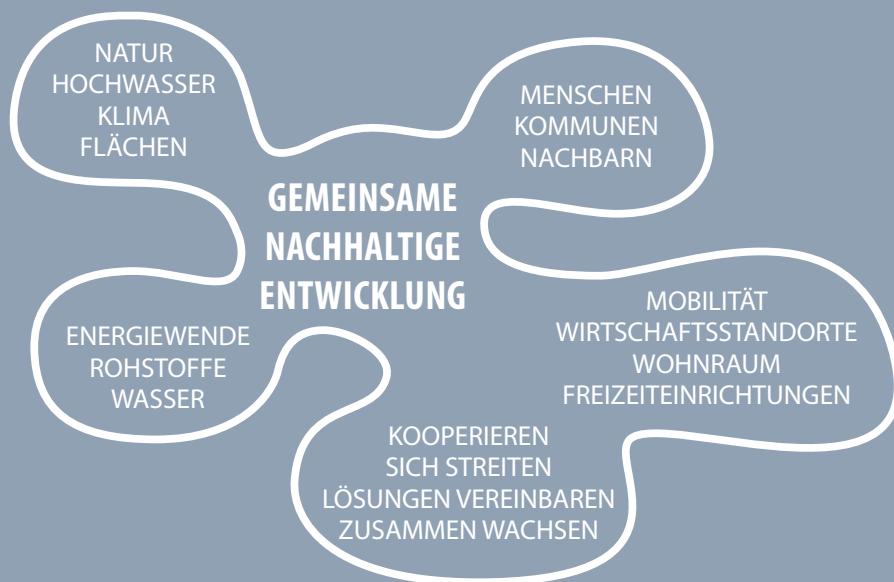 NATUR
HOCHWASSER
KLIMA
FLÄCHEN
MENSCHEN
KOMMUNEN
NACHBARN
GEMEINSAME
NACHHALTIGE
ENTWICKLUNG
MOBILITÄT
WIRTSCHAFTSSTANDORTE
WOHNRAUM
FREIZEITEINRICHTUNGEN
ENERGIEWENDE
ROHSTOFFE
WASSER
KOOPERIEREN
SICH STREITEN
LÖSUNGEN VEREINBAREN
ZUSAMMEN WACHSEN